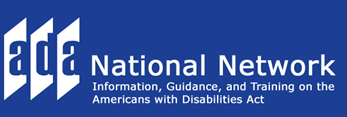 ada National Network
Information, Guidance, and Training on the
Americans with Disabilities Act